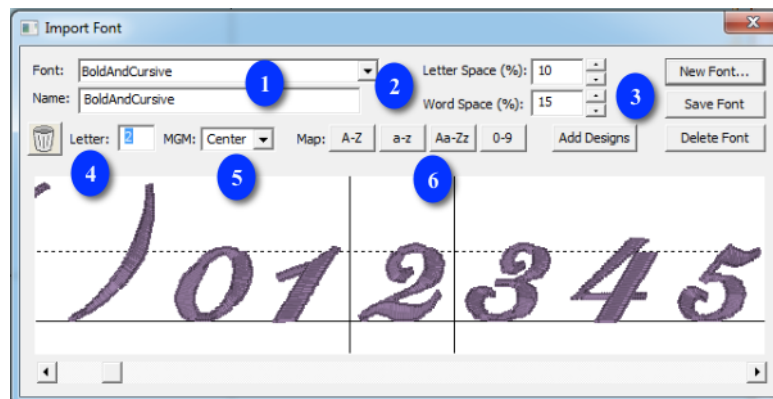 Import Font
Font: BoldAndCursive 1 2 Letter Space (%): 10 New Font...
Name: BoldAndCursive Word Space (%): 15 3 Save Font
Letter: 2 MGM: Center Map: A-Z a-z Aa-Zz 0-9 Add Designs Delete Font
4 5 6
) 0 1 2 3 4 5